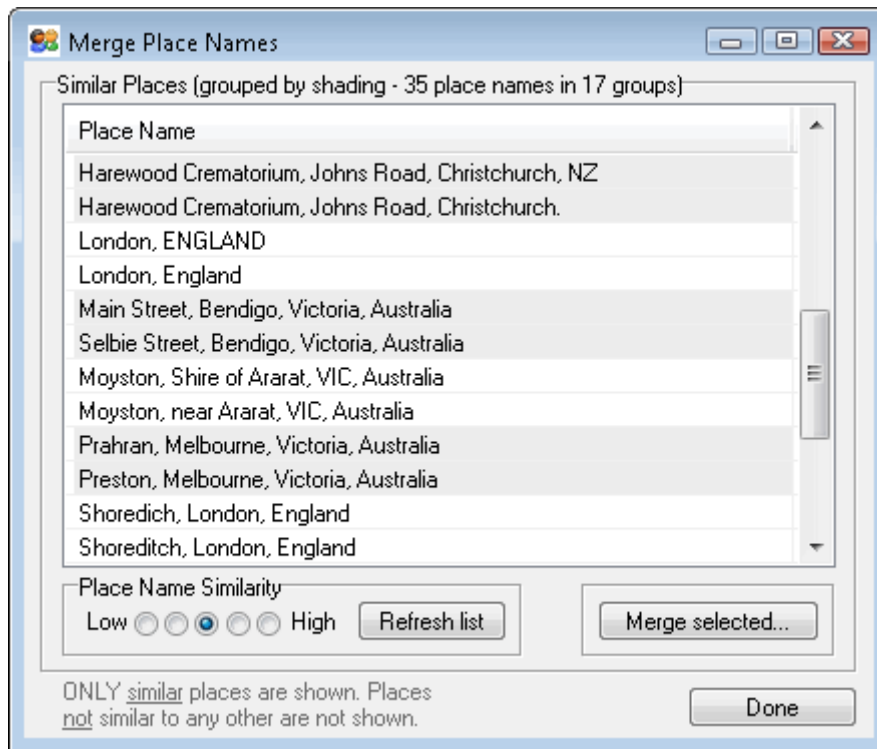 Merge Place Names
Similar Places (grouped by shading - 35 place names in 17 groups)
Place Name
Harewood Crematorium, Johns Road, Christchurch, NZ
Harewood Crematorium, Johns Road, Christchurch.
London, ENGLAND
London, England
Main Street, Bendigo, Victoria, Australia
Selbie Street, Bendigo, Victoria, Australia
Moyston, Shire of Ararat, VIC, Australia
Moyston, near Ararat, VIC, Australia
Prahran, Melbourne, Victoria, Australia
Preston, Melbourne, Victoria, Australia
Shoredich, London, England
Shoreditch, London, England
Place Name Similarity
Low High Refresh list Merge selected...
ONLY similar places are shown. Places
not similar to any other are not shown.
Done